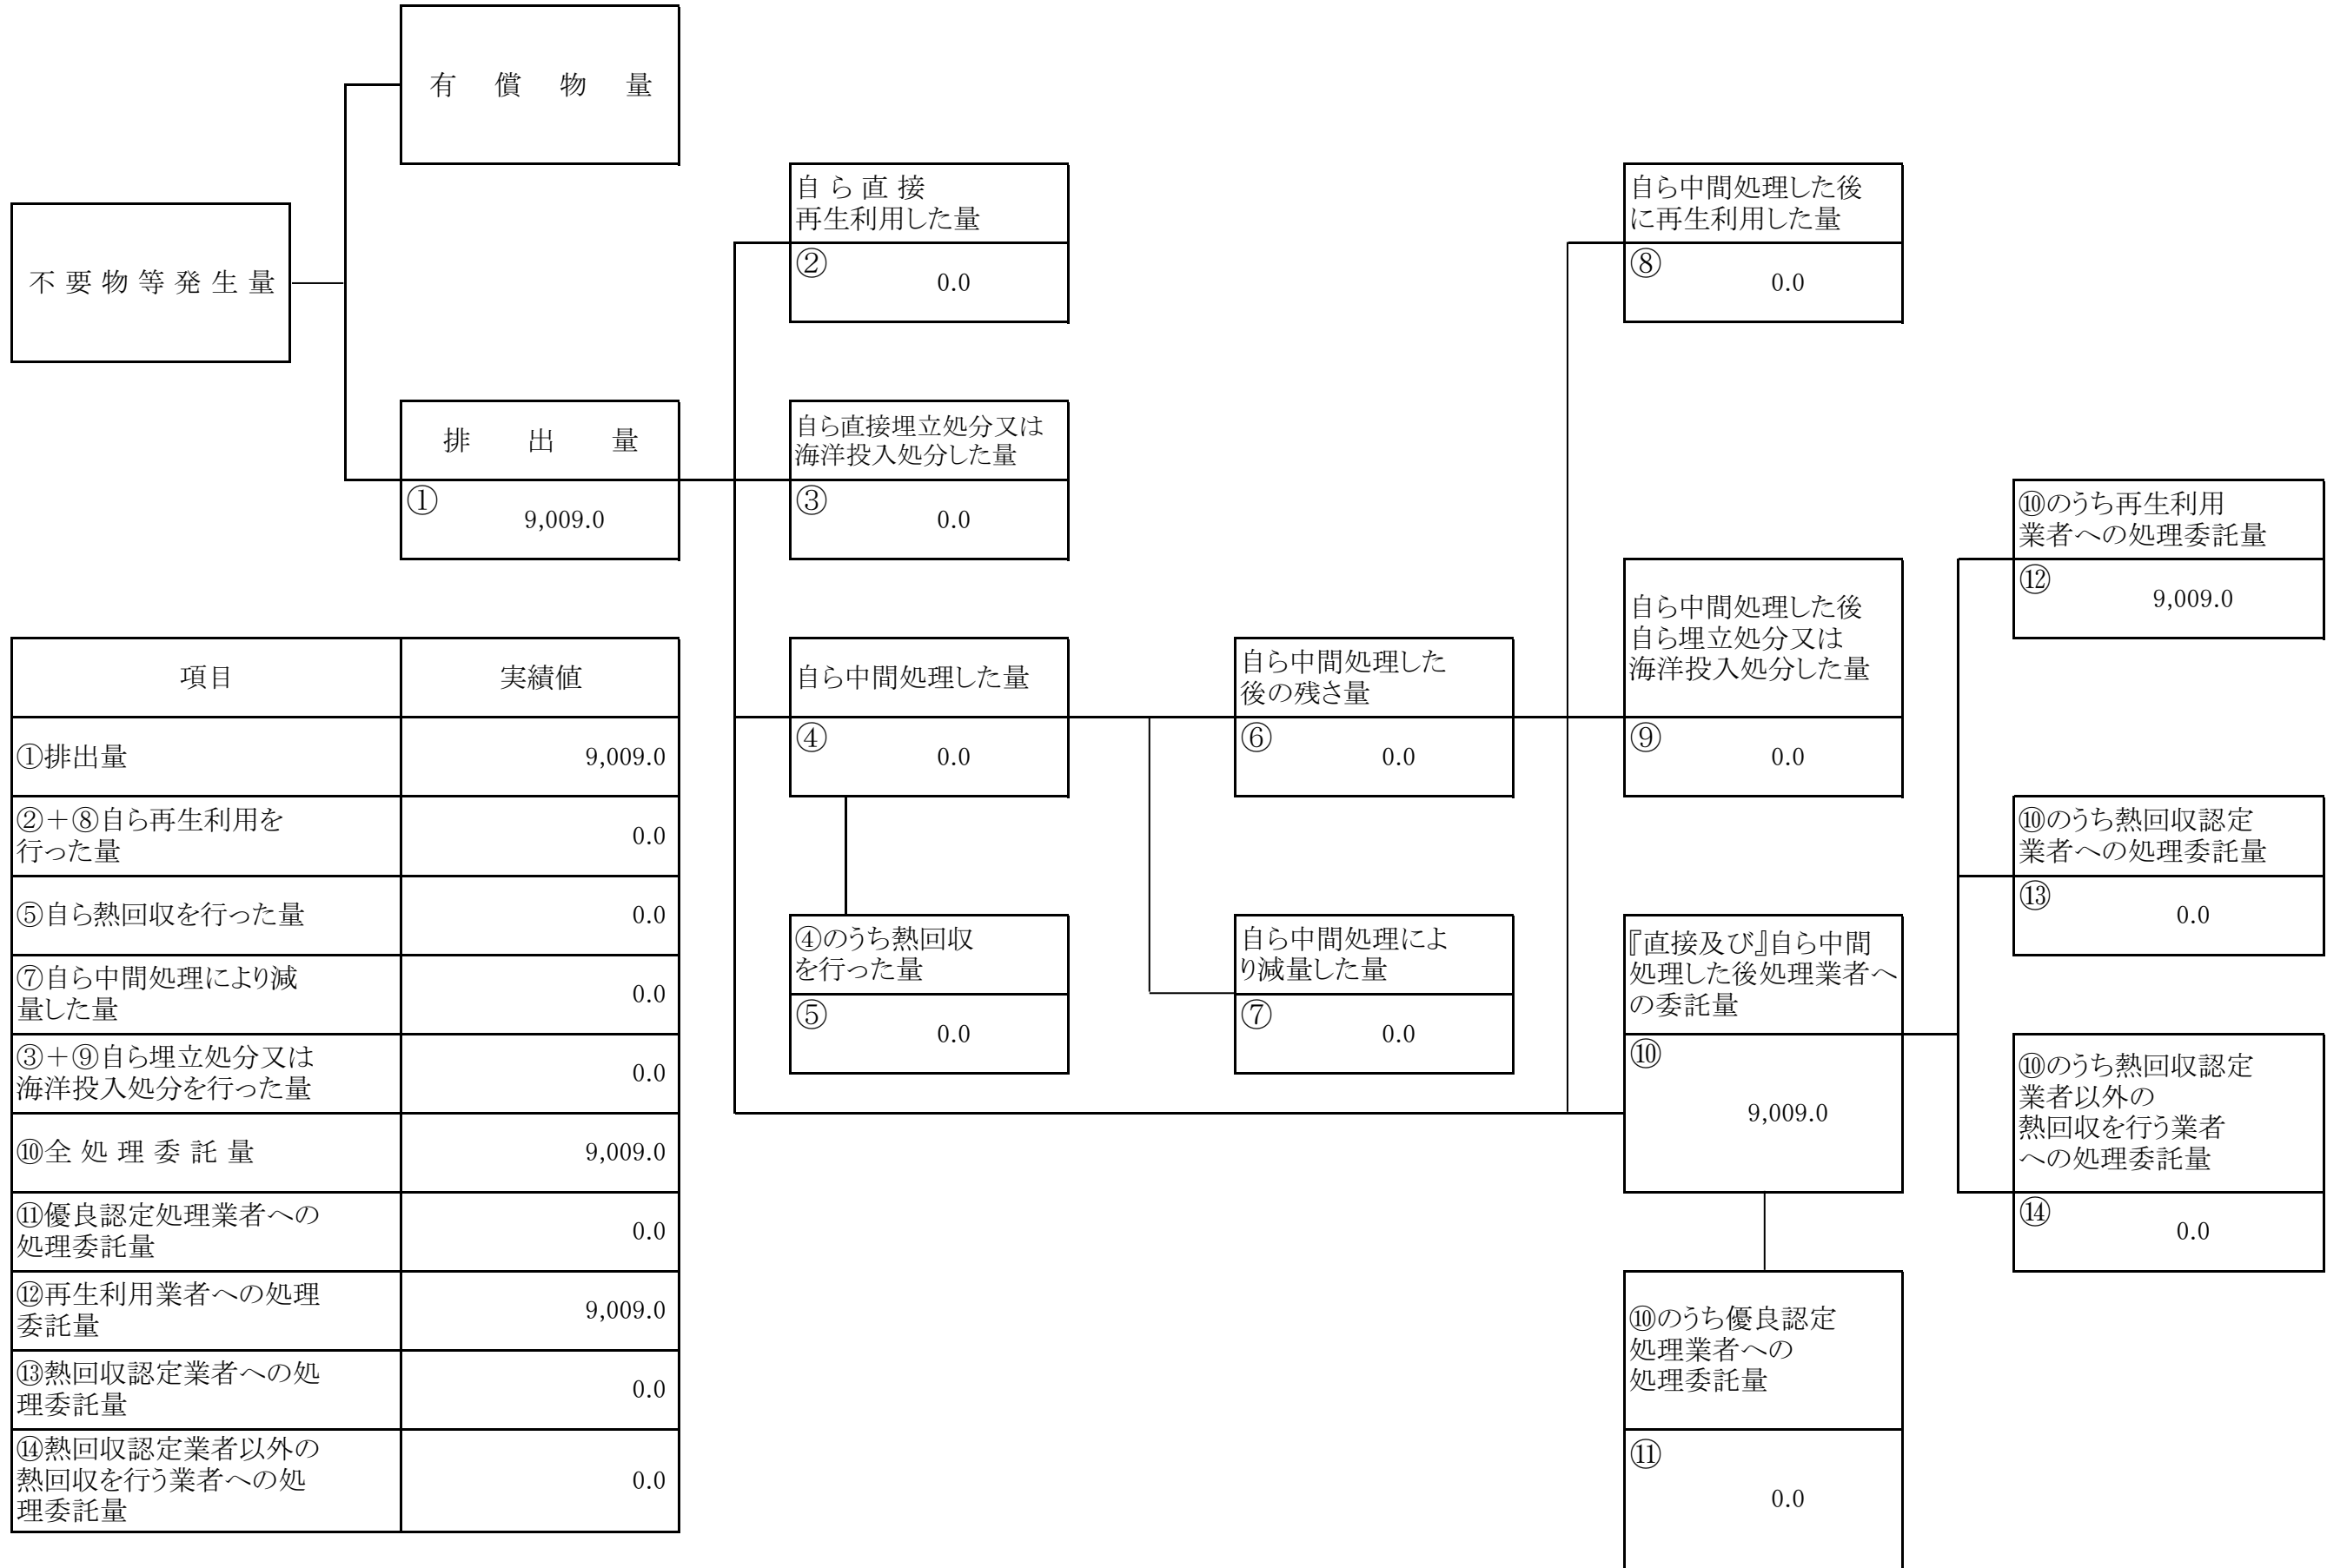 有 償 物 量
不 要 物 等 発 生 量
排 出 量
①
9,009.0
自 ら 直 接
再生利用した量
②
0.0
自ら直接埋立処分又は
海洋投入処分した量
③
0.0
自ら中間処理した量
④
0.0
④のうち熱回収
を行った量
⑤
0.0
自ら中間処理した
後の残さ量
⑥
0.0
自ら中間処理によ
り減量した量
⑦
0.0
自ら中間処理した後
に再生利用した量
⑧
0.0
自ら中間処理した後
自ら埋立処分又は
海洋投入処分した量
⑨
0.0
『直接及び』自ら中間
処理した後処理業者へ
の委託量
⑩
9,009.0
⑩のうち優良認定
処理業者への
処理委託量
⑪
0.0
⑩のうち再生利用
業者への処理委託量
⑫
9,009.0
⑩のうち熱回収認定
業者への処理委託量
⑬
0.0
⑩のうち熱回収認定
業者以外の
熱回収を行う業者
への処理委託量
⑭
0.0
項目 実績値
①排出量 9,009.0
②＋⑧自ら再生利用を
行った量 0.0
⑤自ら熱回収を行った量 0.0
⑦自ら中間処理により減
量した量 0.0
③＋⑨自ら埋立処分又は
海洋投入処分を行った量 0.0
⑩全 処 理 委 託 量 9,009.0
⑪優良認定処理業者への
処理委託量 0.0
⑫再生利用業者への処理
委託量 9,009.0
⑬熱回収認定業者への処
理委託量 0.0
⑭熱回収認定業者以外の
熱回収を行う業者への処
理委託量 0.0